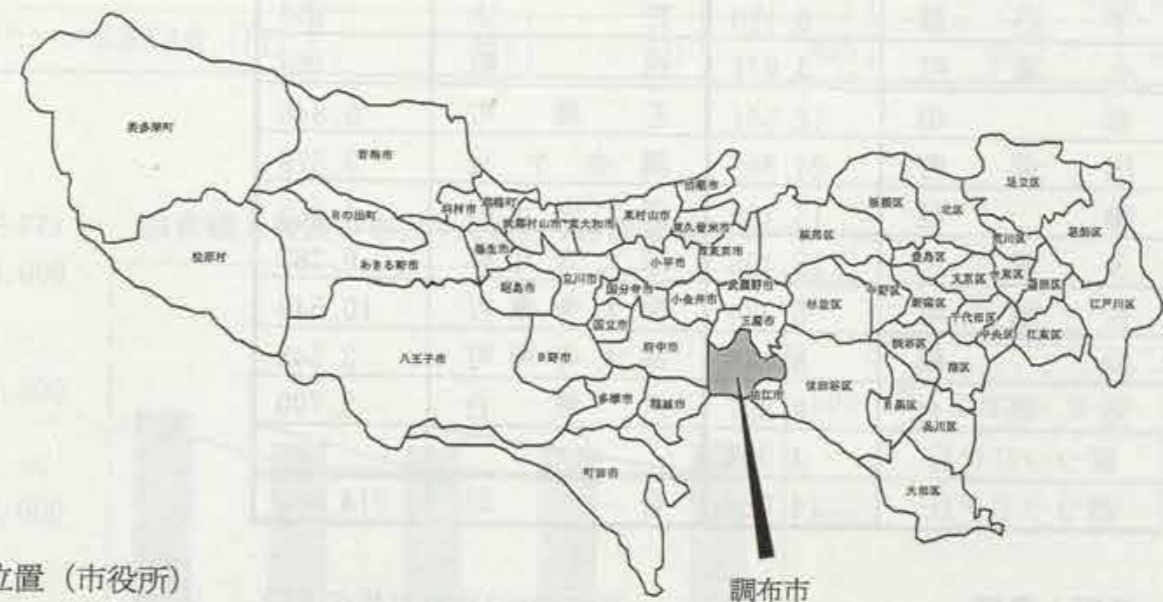 奥多摩町
青梅市
日の出町
檜原村
あきる野市
羽村市
瑞穂町
福生市
武蔵村山市
東大和市
東村山市
清瀬市
東久留米市
西東京市
昭島市
立川市
小平市
国分寺市
小金井市
武蔵野市
三鷹市
国立市
府中市
八王子市
日野市
多摩市
稲城市
狛江市
町田市
練馬区
板橋区
北区
足立区
葛飾区
荒川区
豊島区
文京区
台東区
墨田区
江戸川区
中野区
杉並区
新宿区
千代田区
中央区
江東区
渋谷区
港区
世田谷区
目黒区
品川区
大田区
調布市
位置（市役所）